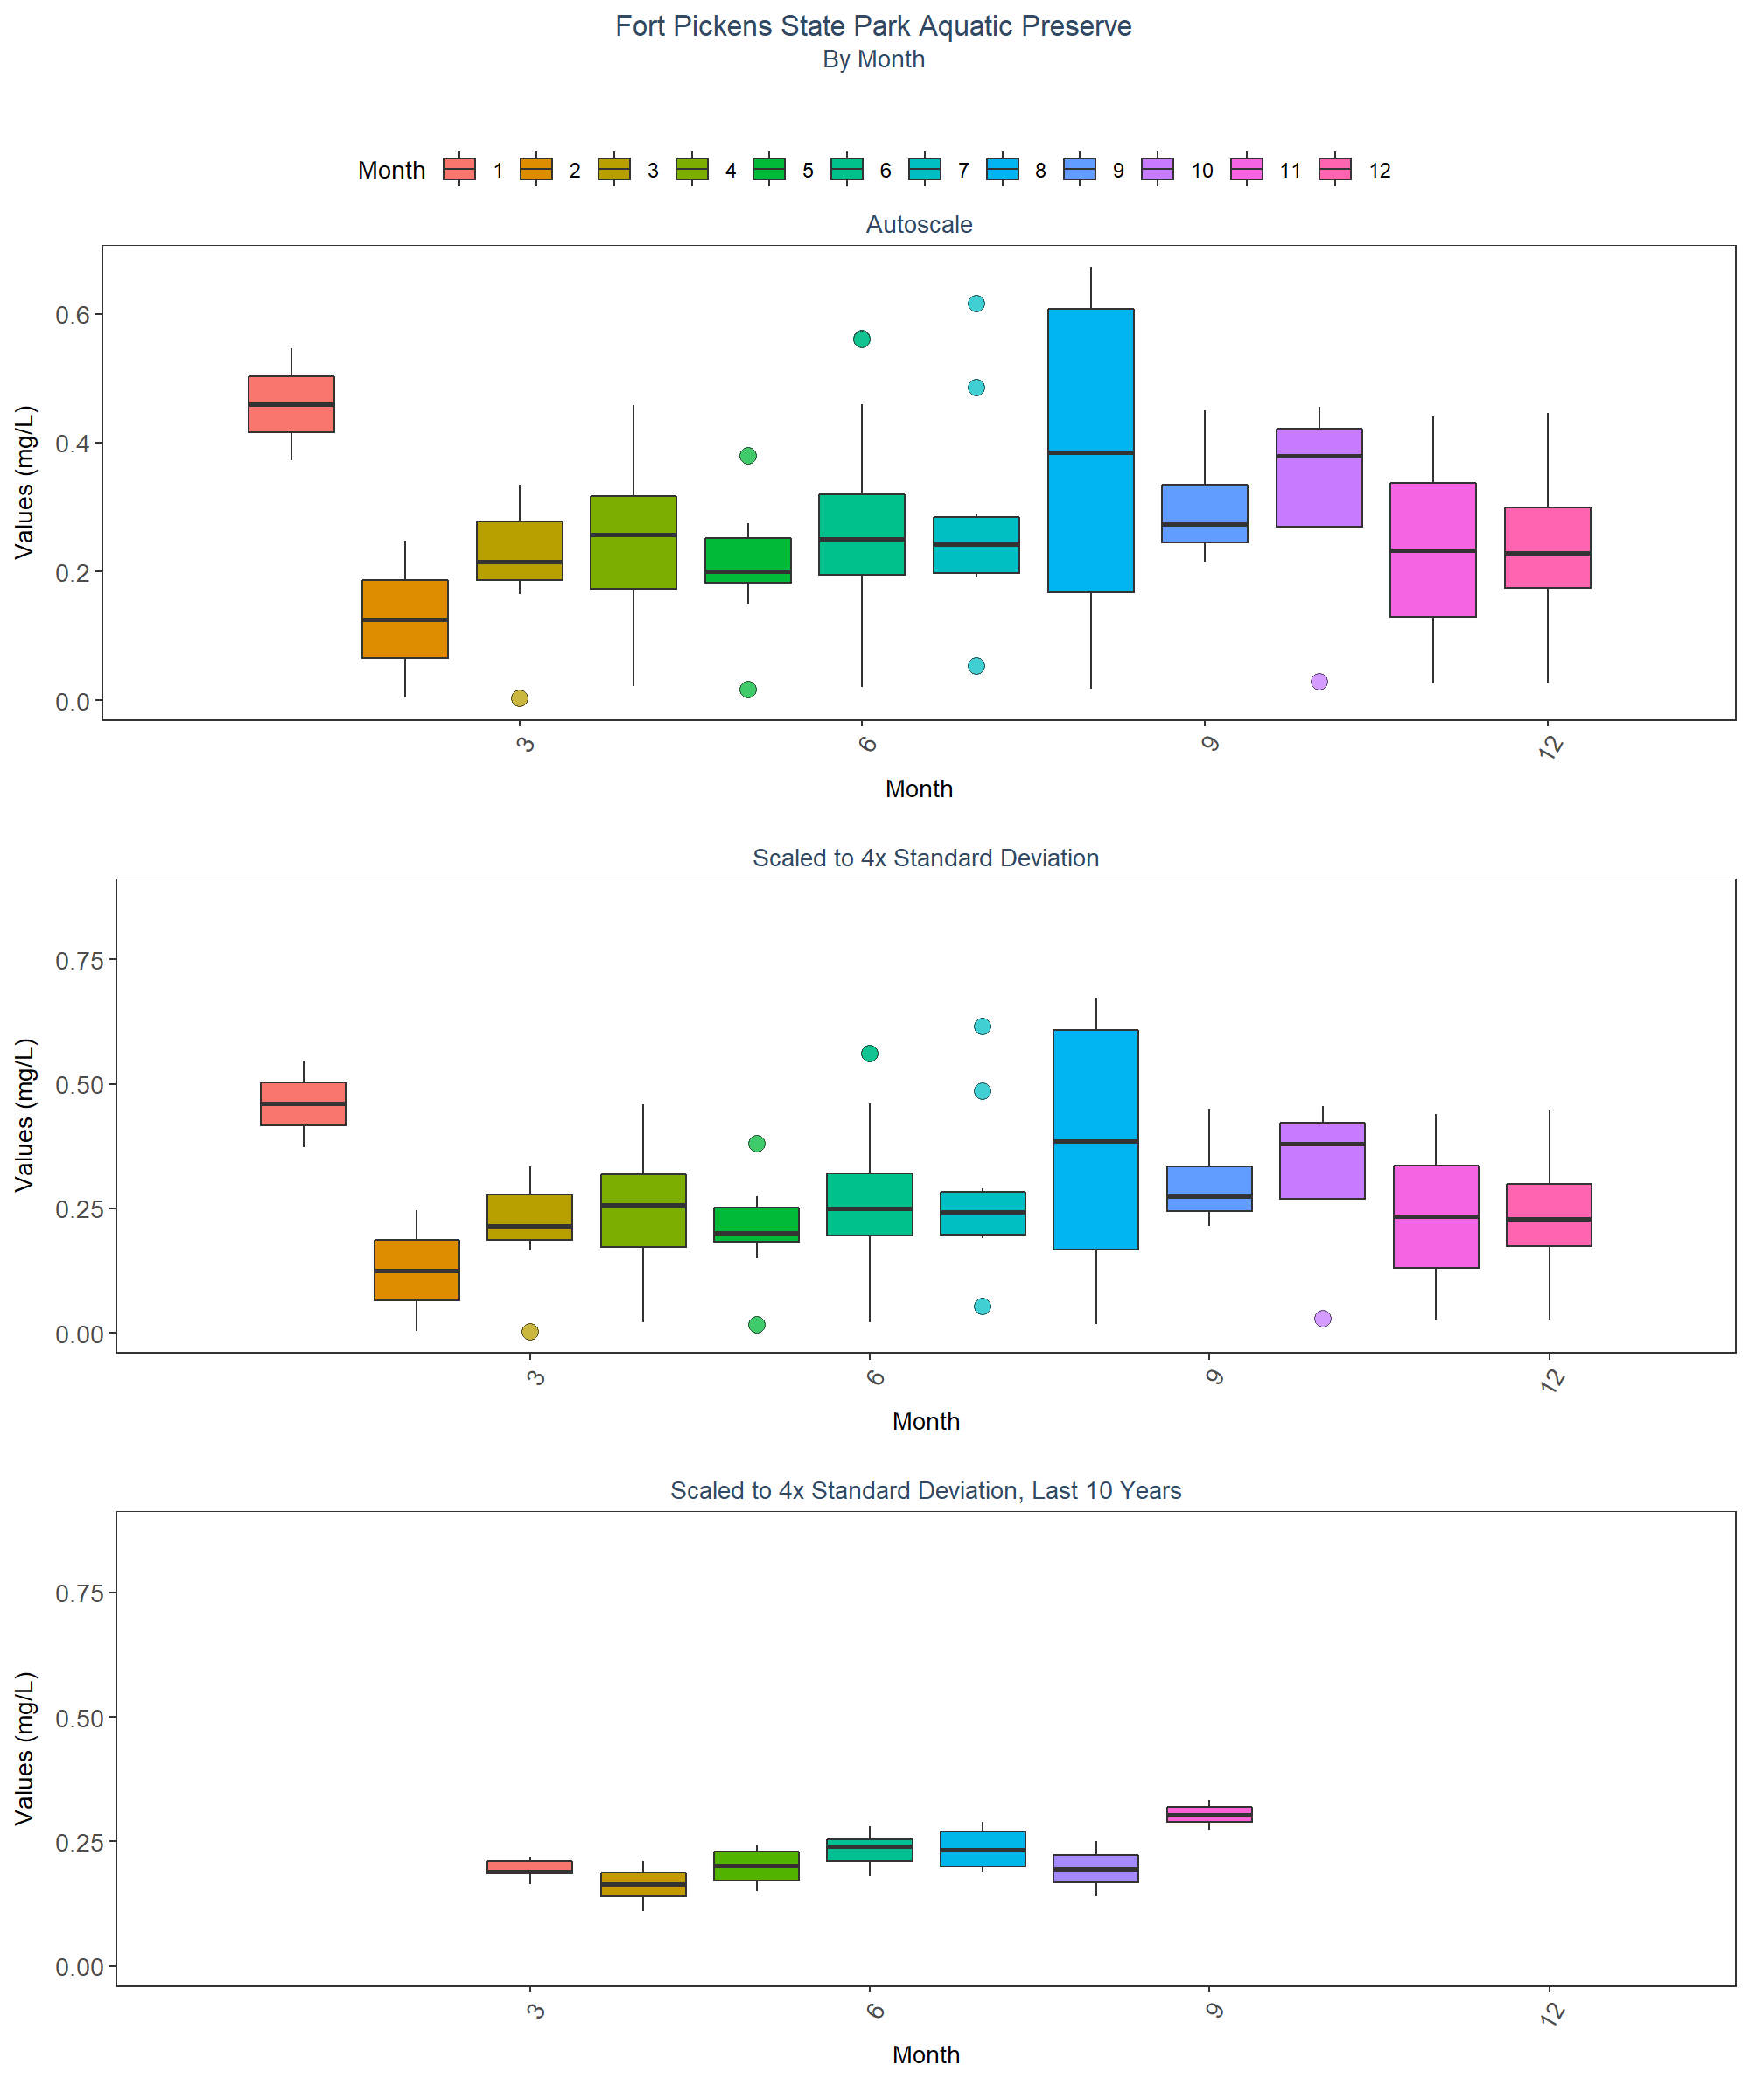 Fort Pickens State Park Aquatic Preserve
By Month
Month 1 2 3 4 5 6 7 8 9 10 11 12
Autoscale
Values (mg/L)
0.6
0.4
0.2
0.0
3 6 9 12
Month
Scaled to 4x Standard Deviation
Values (mg/L)
0.75
0.50
0.25
0.00
3 6 9 12
Month
Scaled to 4x Standard Deviation, Last 10 Years
Values (mg/L)
0.75
0.50
0.25
0.00
3 6 9 12
Month